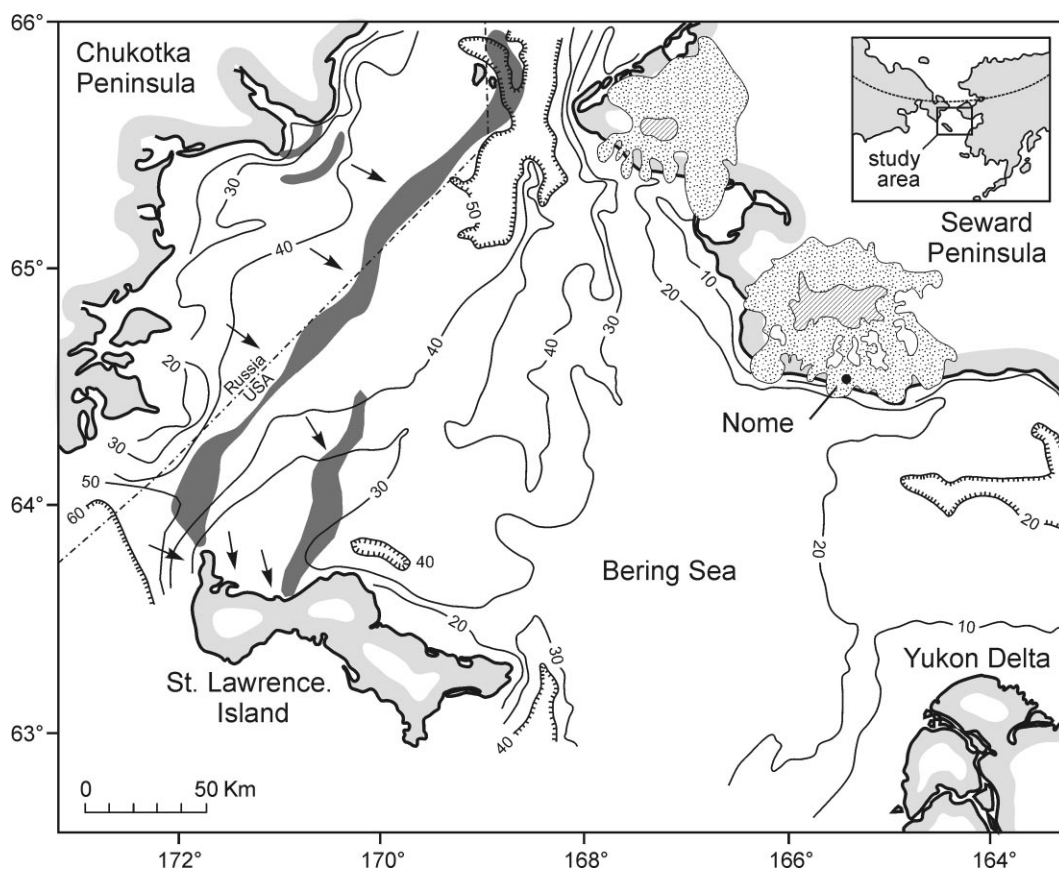 66°
Chukotka
Peninsula
study
area
Seward
Peninsula
30
40
50
10
20
30
65°
20
40
40
Russia
USA
Nome
30
50
64°
60
30
40
20
20
Bering Sea
20
30
10
Yukon Delta
St. Lawrence.
Island
40
63°
0 50 Km
172° 170° 168° 166° 164°